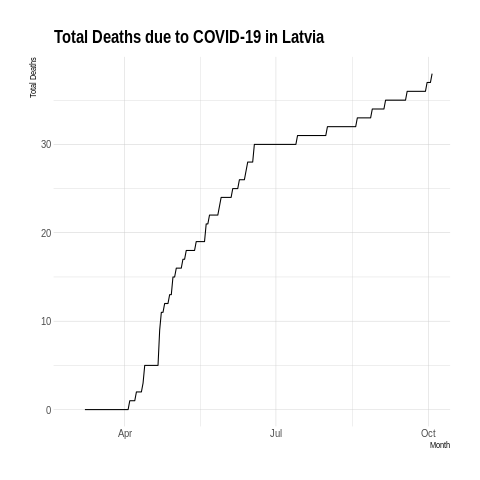 Total Deaths due to COVID-19 in Latvia
Total Deaths
30
20
10
0
Apr
Jul
Oct
Month